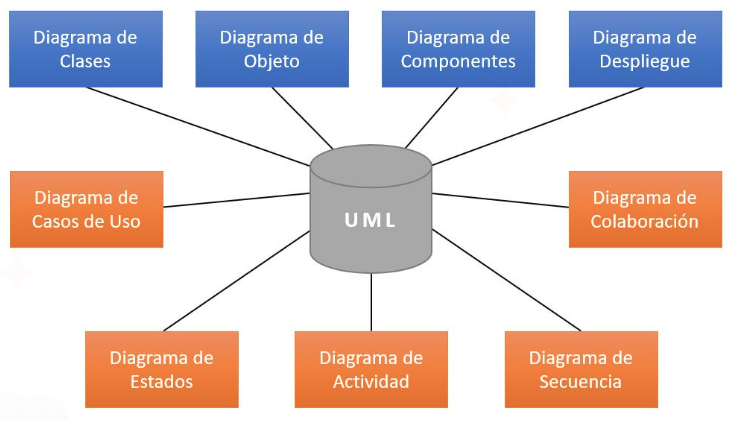 Diagrama de
Clases
Diagrama de
Objeto
Diagrama de
Componentes
Diagrama de
Despliegue
Diagrama de
Casos de Uso
UML
Diagrama de
Colaboración
Diagrama de
Estados
Diagrama de
Actividad
Diagrama de
Secuencia